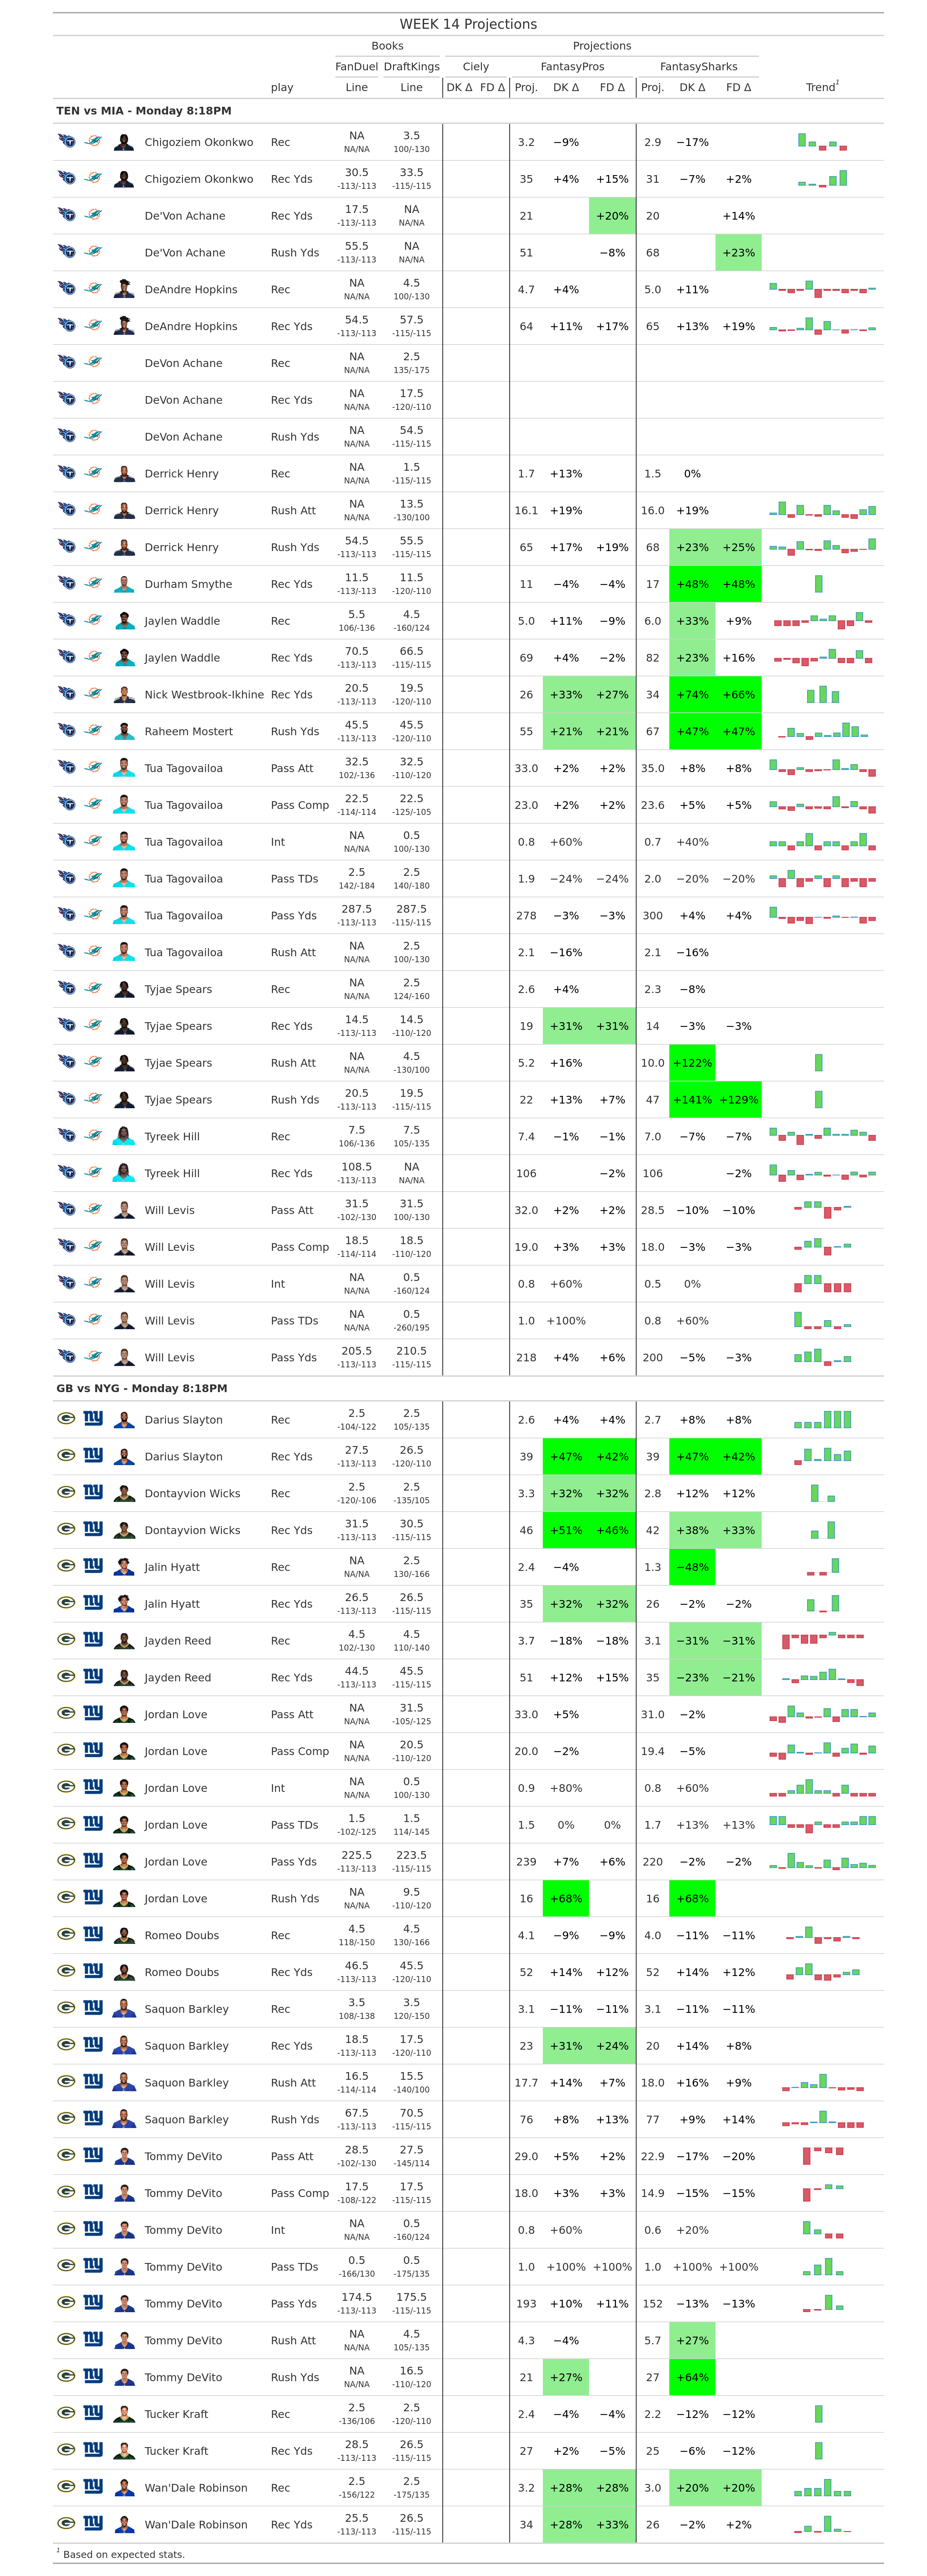 WEEK 14 Projections
Books Projections
FanDuel DraftKings Ciely FantasyPros FantasySharks
play Line Line DK Δ FD Δ Proj. DK Δ FD Δ Proj. DK Δ FD Δ Trend1
TEN vs MIA - Monday 8:18PM
Chigoziem Okonkwo Rec NA 3.5 3.2 −9% 2.9 −17%
NA/NA 100/-130
Chigoziem Okonkwo Rec Yds 30.5 33.5 35 +4% +15% 31 −7% +2%
-113/-113 -115/-115
De'Von Achane Rec Yds 17.5 NA 21 +20% 20 +14%
-113/-113 NA/NA
De'Von Achane Rush Yds 55.5 NA 51 −8% 68 +23%
-113/-113 NA/NA
DeAndre Hopkins Rec NA 4.5 4.7 +4% 5.0 +11%
NA/NA 100/-130
DeAndre Hopkins Rec Yds 54.5 57.5 64 +11% +17% 65 +13% +19%
-113/-113 -115/-115
DeVon Achane Rec NA 2.5
NA/NA 135/-175
DeVon Achane Rec Yds NA 17.5
NA/NA -120/-110
DeVon Achane Rush Yds NA 54.5
NA/NA -115/-115
Derrick Henry Rec NA 1.5 1.7 +13% 1.5 0%
NA/NA -115/-115
Derrick Henry Rush Att NA 13.5 16.1 +19% 16.0 +19%
NA/NA -130/100
Derrick Henry Rush Yds 54.5 55.5 65 +17% +19% 68 +23% +25%
-113/-113 -115/-115
Durham Smythe Rec Yds 11.5 11.5 11 −4% −4% 17 +48% +48%
-113/-113 -120/-110
Jaylen Waddle Rec 5.5 4.5 5.0 +11% −9% 6.0 +33% +9%
106/-136 -160/124
Jaylen Waddle Rec Yds 70.5 66.5 69 +4% −2% 82 +23% +16%
-113/-113 -115/-115
Nick Westbrook-Ikhine Rec Yds 20.5 19.5 26 +33% +27% 34 +74% +66%
-113/-113 -120/-110
Raheem Mostert Rush Yds 45.5 45.5 55 +21% +21% 67 +47% +47%
-113/-113 -120/-110
Tua Tagovailoa Pass Att 32.5 32.5 33.0 +2% +2% 35.0 +8% +8%
102/-136 -110/-120
Tua Tagovailoa Pass Comp 22.5 22.5 23.0 +2% +2% 23.6 +5% +5%
-114/-114 -125/-105
Tua Tagovailoa Int NA 0.5 0.8 +60% 0.7 +40%
NA/NA 100/-130
Tua Tagovailoa Pass TDs 2.5 2.5 1.9 −24% −24% 2.0 −20% −20%
142/-184 140/-180
Tua Tagovailoa Pass Yds 287.5 287.5 278 −3% −3% 300 +4% +4%
-113/-113 -115/-115
Tua Tagovailoa Rush Att NA 2.5 2.1 −16% 2.1 −16%
NA/NA 100/-130
Tyjae Spears Rec NA 2.5 2.6 +4% 2.3 −8%
NA/NA 124/-160
Tyjae Spears Rec Yds 14.5 14.5 19 +31% +31% 14 −3% −3%
-113/-113 -110/-120
Tyjae Spears Rush Att NA 4.5 5.2 +16% 10.0 +122%
NA/NA -130/100
Tyjae Spears Rush Yds 20.5 19.5 22 +13% +7% 47 +141% +129%
-113/-113 -115/-115
Tyreek Hill Rec 7.5 7.5 7.4 −1% −1% 7.0 −7% −7%
106/-136 105/-135
Tyreek Hill Rec Yds 108.5 NA 106 −2% 106 −2%
-113/-113 NA/NA
Will Levis Pass Att 31.5 31.5 32.0 +2% +2% 28.5 −10% −10%
-102/-130 100/-130
Will Levis Pass Comp 18.5 18.5 19.0 +3% +3% 18.0 −3% −3%
-114/-114 -110/-120
Will Levis Int NA 0.5 0.8 +60% 0.5 0%
NA/NA -160/124
Will Levis Pass TDs NA 0.5 1.0 +100% 0.8 +60%
NA/NA -260/195
Will Levis Pass Yds 205.5 210.5 218 +4% +6% 200 −5% −3%
-113/-113 -115/-115
GB vs NYG - Monday 8:18PM
Darius Slayton Rec 2.5 2.5 2.6 +4% +4% 2.7 +8% +8%
-104/-122 105/-135
Darius Slayton Rec Yds 27.5 26.5 39 +47% +42% 39 +47% +42%
-113/-113 -120/-110
Dontayvion Wicks Rec 2.5 2.5 3.3 +32% +32% 2.8 +12% +12%
-120/-106 -135/105
Dontayvion Wicks Rec Yds 31.5 30.5 46 +51% +46% 42 +38% +33%
-113/-113 -115/-115
Jalin Hyatt Rec NA 2.5 2.4 −4% 1.3 −48%
NA/NA 130/-166
Jalin Hyatt Rec Yds 26.5 26.5 35 +32% +32% 26 −2% −2%
-113/-113 -115/-115
Jayden Reed Rec 4.5 4.5 3.7 −18% −18% 3.1 −31% −31%
102/-130 110/-140
Jayden Reed Rec Yds 44.5 45.5 51 +12% +15% 35 −23% −21%
-113/-113 -115/-115
Jordan Love Pass Att NA 31.5 33.0 +5% 31.0 −2%
NA/NA -105/-125
Jordan Love Pass Comp NA 20.5 20.0 −2% 19.4 −5%
NA/NA -110/-120
Jordan Love Int NA 0.5 0.9 +80% 0.8 +60%
NA/NA 100/-130
Jordan Love Pass TDs 1.5 1.5 1.5 0% 0% 1.7 +13% +13%
-102/-125 114/-145
Jordan Love Pass Yds 225.5 223.5 239 +7% +6% 220 −2% −2%
-113/-113 -115/-115
Jordan Love Rush Yds NA 9.5 16 +68% 16 +68%
NA/NA -110/-120
Romeo Doubs Rec 4.5 4.5 4.1 −9% −9% 4.0 −11% −11%
118/-150 130/-166
Romeo Doubs Rec Yds 46.5 45.5 52 +14% +12% 52 +14% +12%
-113/-113 -120/-110
Saquon Barkley Rec 3.5 3.5 3.1 −11% −11% 3.1 −11% −11%
108/-138 120/-150
Saquon Barkley Rec Yds 18.5 17.5 23 +31% +24% 20 +14% +8%
-113/-113 -120/-110
Saquon Barkley Rush Att 16.5 15.5 17.7 +14% +7% 18.0 +16% +9%
-114/-114 -140/100
Saquon Barkley Rush Yds 67.5 70.5 76 +8% +13% 77 +9% +14%
-113/-113 -115/-115
Tommy DeVito Pass Att 28.5 27.5 29.0 +5% +2% 22.9 −17% −20%
-102/-130 -145/114
Tommy DeVito Pass Comp 17.5 17.5 18.0 +3% +3% 14.9 −15% −15%
-108/-122 -115/-115
Tommy DeVito Int NA 0.5 0.8 +60% 0.6 +20%
NA/NA -160/124
Tommy DeVito Pass TDs 0.5 0.5 1.0 +100% +100% 1.0 +100% +100%
-166/130 -175/135
Tommy DeVito Pass Yds 174.5 175.5 193 +10% +11% 152 −13% −13%
-113/-113 -115/-115
Tommy DeVito Rush Att NA 4.5 4.3 −4% 5.7 +27%
NA/NA 105/-135
Tommy DeVito Rush Yds NA 16.5 21 +27% 27 +64%
NA/NA -110/-120
Tucker Kraft Rec 2.5 2.5 2.4 −4% −4% 2.2 −12% −12%
-136/106 -120/-110
Tucker Kraft Rec Yds 28.5 26.5 27 +2% −5% 25 −6% −12%
-113/-113 -115/-115
Wan'Dale Robinson Rec 2.5 2.5 3.2 +28% +28% 3.0 +20% +20%
-156/122 -175/135
Wan'Dale Robinson Rec Yds 25.5 26.5 34 +28% +33% 26 −2% +2%
-113/-113 -115/-115
1 Based on expected stats.